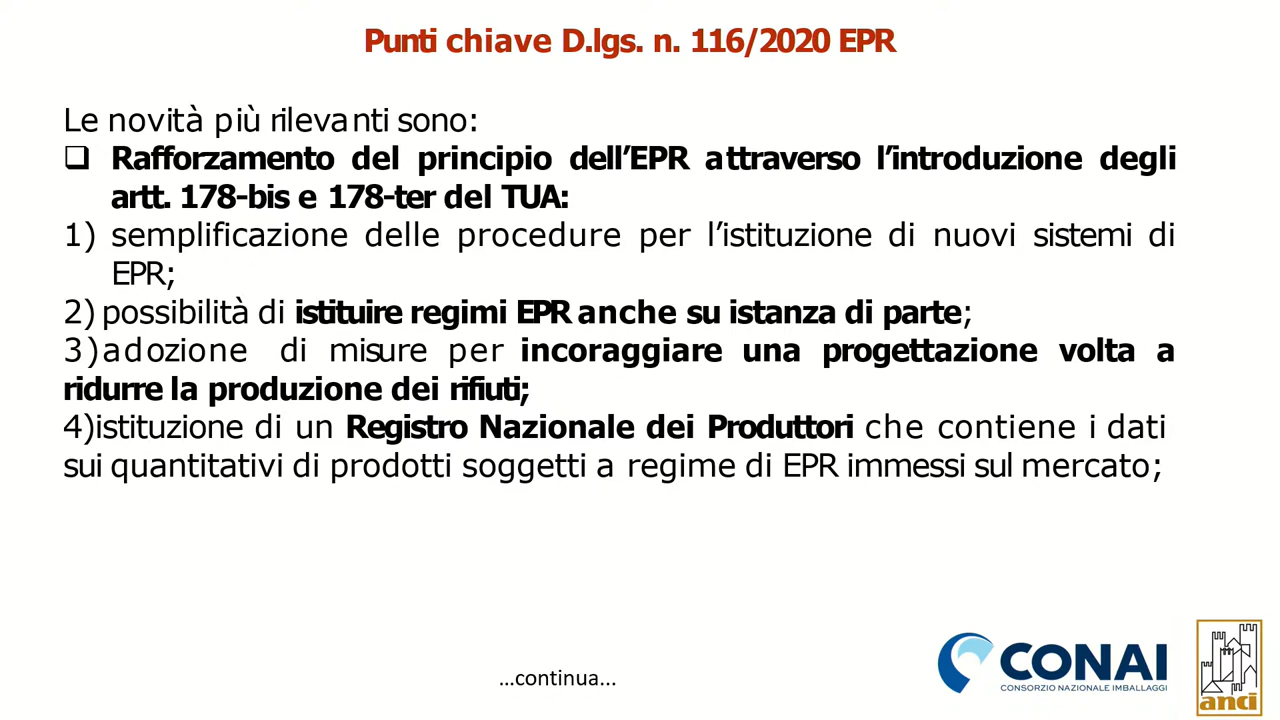 Punti chiave D.lgs. n. 116/2020 EPR
Le novità più rilevanti sono:
❑ Rafforzamento del principio dell’EPR attraverso l’introduzione degli
artt. 178-bis e 178-ter del TUA:
1) semplificazione delle procedure per l’istituzione di nuovi sistemi di
EPR;
2) possibilità di istituire regimi EPR anche su istanza di parte;
3)adozione di misure per incoraggiare una progettazione volta a
ridurre la produzione dei rifiuti;
4)istituzione di un Registro Nazionale dei Produttori che contiene i dati
sui quantitativi di prodotti soggetti a regime di EPR immessi sul mercato;
...continua...
CONAI
CONSORZIO NAZIONALE IMBALLAGGI
anci